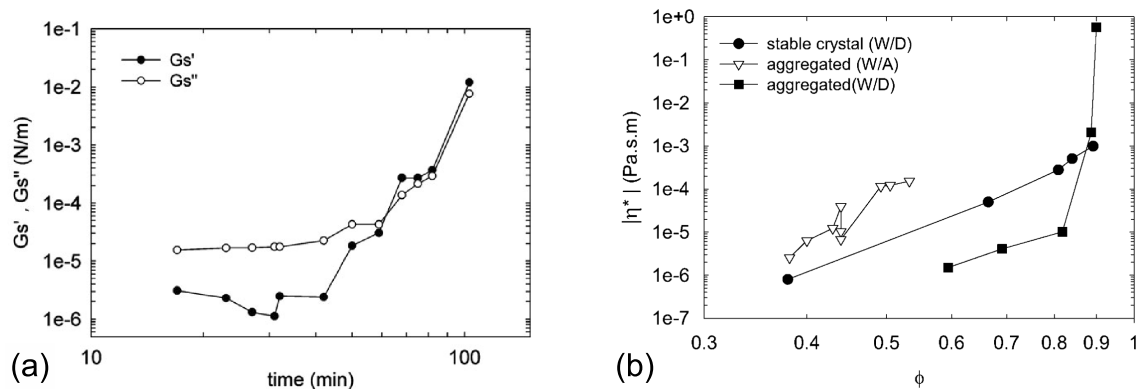 1e-1
1e-2
1e-3
1e-4
1e-5
1e-6
Gs' , Gs" (N/m)
Gs'
Gs"
10
100
time (min)
(a)
1e+0
1e-1
1e-2
1e-3
1e-4
1e-5
1e-6
1e-7
|η* | (Pa.s.m)
stable crystal (W/D)
aggregated (W/A)
aggregated(W/D)
0.3
0.4
0.5
0.6
0.7
0.8
0.9
1
ϕ
(b)